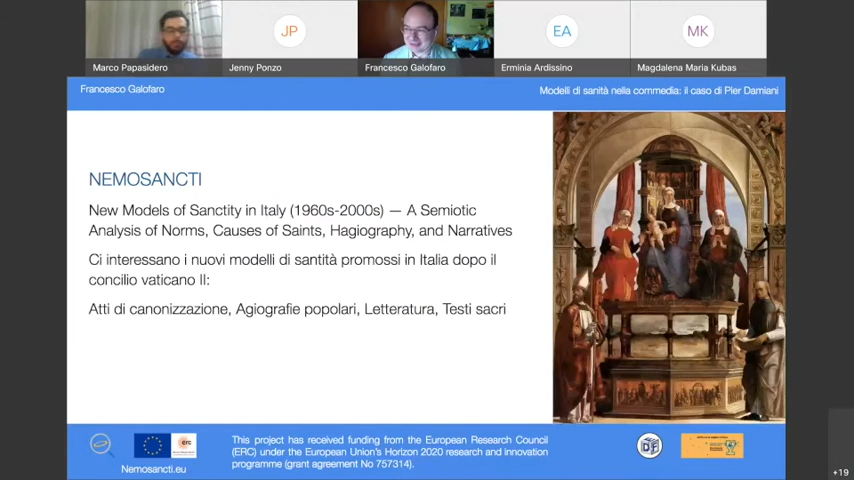 JP
EA
MK
Marco Papasidero
Jenny Ponzo
Francesco Galofaro
Erminia Ardissino
Magdalena Maria Kubas
Francesco Galofaro
Modelli di sanità nella commedia: il caso di Pier Damiani
NEMOSANCTI
New Models of Sanctity in Italy (1960s-2000s) — A Semiotic
Analysis of Norms, Causes of Saints, Hagiography, and Narratives
Ci interessano i nuovi modelli di santità promossi in Italia dopo il
concilio vaticano II:
Atti di canonizzazione, Agiografie popolari, Letteratura, Testi sacri
erc
Nemosancti.eu
This project has received funding from the European Research Council
(ERC) under the European Union's Horizon 2020 research and innovation
programme (grant agreement No 757314).
+19